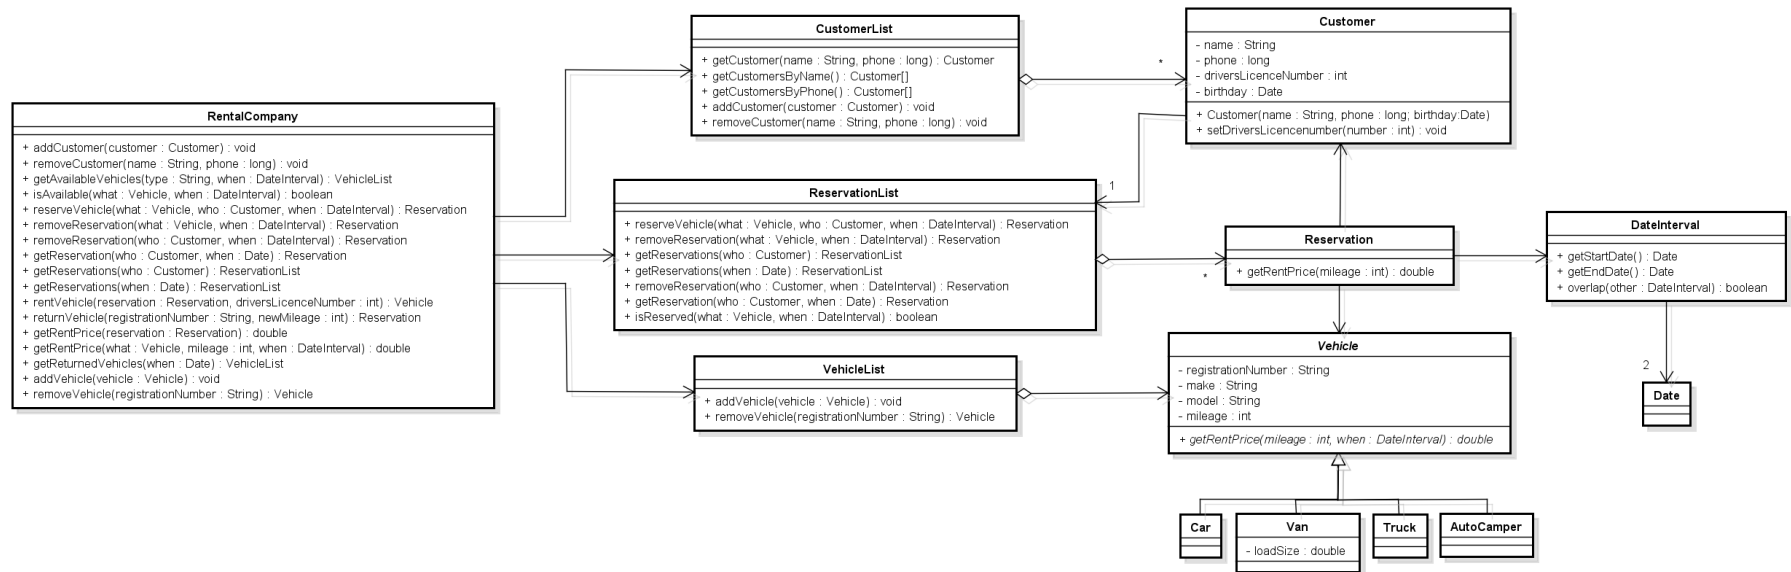 RentalCompany
+ addCustomer(customer : Customer) : void
+ removeCustomer(name : String, phone : long) : void
+ getAvailableVehicles(type : String, when : DateInterval) : VehicleList
+ isAvailable(what : Vehicle, when : DateInterval) : boolean
+ reserveVehicle(what : Vehicle, who : Customer, when : DateInterval) : Reservation
+ removeReservation(what : Vehicle, when : DateInterval) : Reservation
+ removeReservation(who : Customer, when : DateInterval) : Reservation
+ getReservation(who : Customer, when : Date) : Reservation
+ getReservations(who : Customer) : ReservationList
+ getReservations(when : Date) : ReservationList
+ rentVehicle(reservation : Reservation, driversLicenceNumber : int) : Vehicle
+ returnVehicle(registrationNumber : String, newMileage : int) : Reservation
+ getRentPrice(reservation : Reservation) : double
+ getRentPrice(what : Vehicle, mileage : int, when : DateInterval) : double
+ getReturnedVehicles(when : Date) : VehicleList
+ addVehicle(vehicle : Vehicle) : void
+ removeVehicle(registrationNumber : String) : Vehicle
CustomerList
+ getCustomer(name : String, phone : long) : Customer
+ getCustomersByName() : Customer[]
+ getCustomersByPhone() : Customer[]
+ addCustomer(customer : Customer) : void
+ removeCustomer(name : String, phone : long) : void
*
Customer
- name : String
- phone : long
- driversLicenceNumber : int
- birthday : Date
+ Customer(name : String, phone : long; birthday:Date)
+ setDriversLicencenumber(number : int) : void
1
ReservationList
+ reserveVehicle(what : Vehicle, who : Customer, when : DateInterval) : Reservation
+ removeReservation(what : Vehicle, when : DateInterval) : Reservation
+ getReservations(who : Customer) : ReservationList
+ getReservations(when : Date) : ReservationList
+ removeReservation(who : Customer, when : DateInterval) : Reservation
+ getReservation(who : Customer, when : Date) : Reservation
+ isReserved(what : Vehicle, when : DateInterval) : boolean
*
Reservation
+ getRentPrice(mileage : int) : double
DateInterval
+ getStartDate() : Date
+ getEndDate() : Date
+ overlap(other : DateInterval) : boolean
2
Date
VehicleList
+ addVehicle(vehicle : Vehicle) : void
+ removeVehicle(registrationNumber : String) : Vehicle
Vehicle
- registrationNumber : String
- make : String
- model : String
- mileage : int
+ getRentPrice(mileage : int, when : DateInterval) : double
Car
Van
- loadSize : double
Truck
AutoCamper